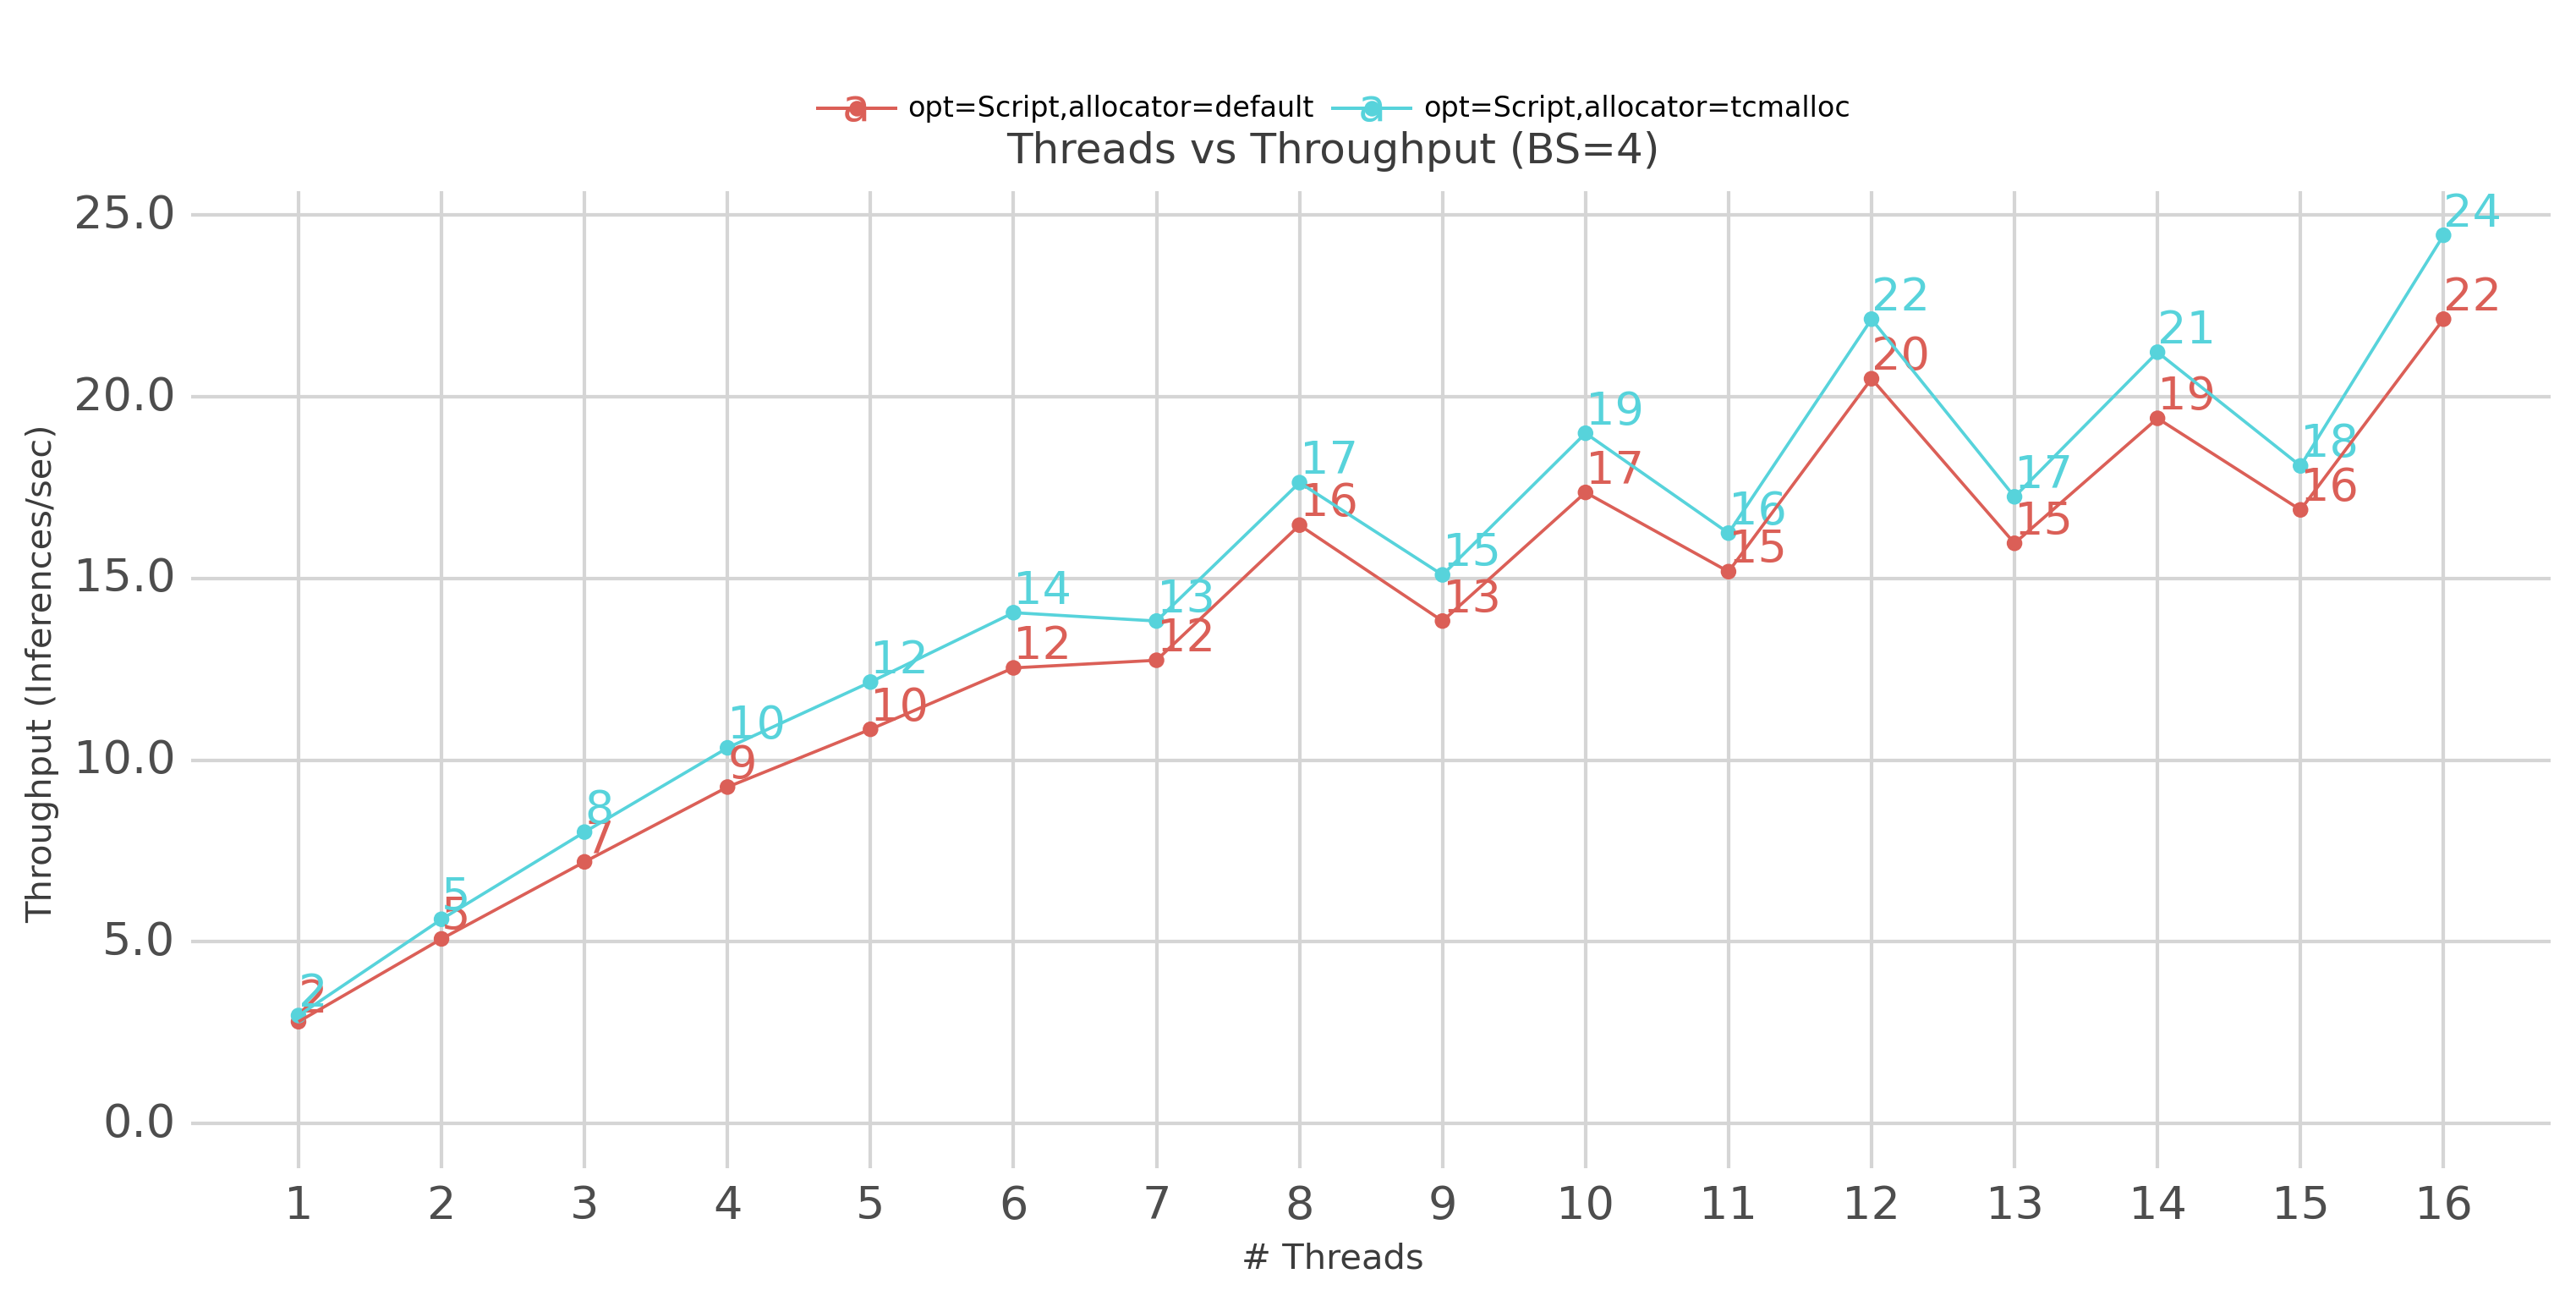 a opt=Script,allocator=default a opt=Script,allocator=tcmalloc
Threads vs Throughput (BS=4)
25.0
20.0
15.0
10.0
5.0
0.0
Throughput (Inferences/sec)
2 5 8 10 12 14 13 17 15 19 16 22 17 21 18 24
2 5 7 9 10 12 12 16 13 17 15 20 15 19 16 22
1 2 3 4 5 6 7 8 9 10 11 12 13 14 15 16
# Threads